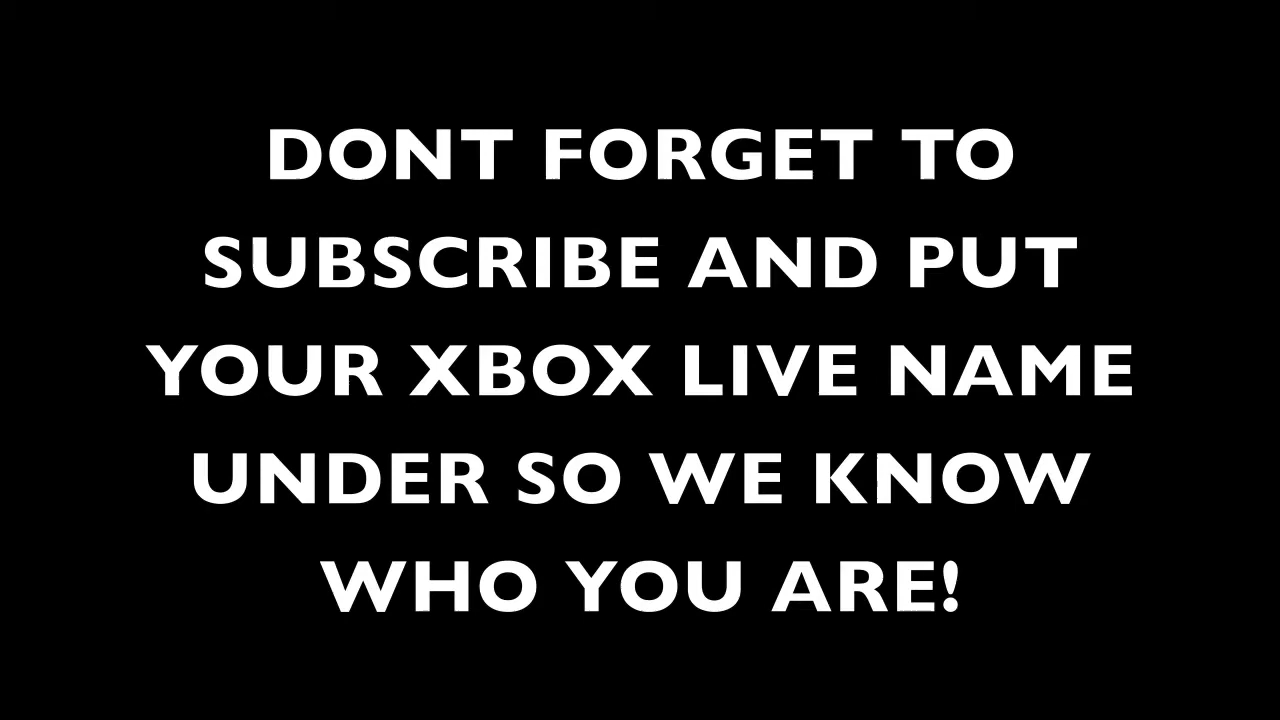 DONT FORGET TO
SUBSCRIBE AND PUT
YOUR XBOX LIVE NAME
UNDER SO WE KNOW
WHO YOU ARE!